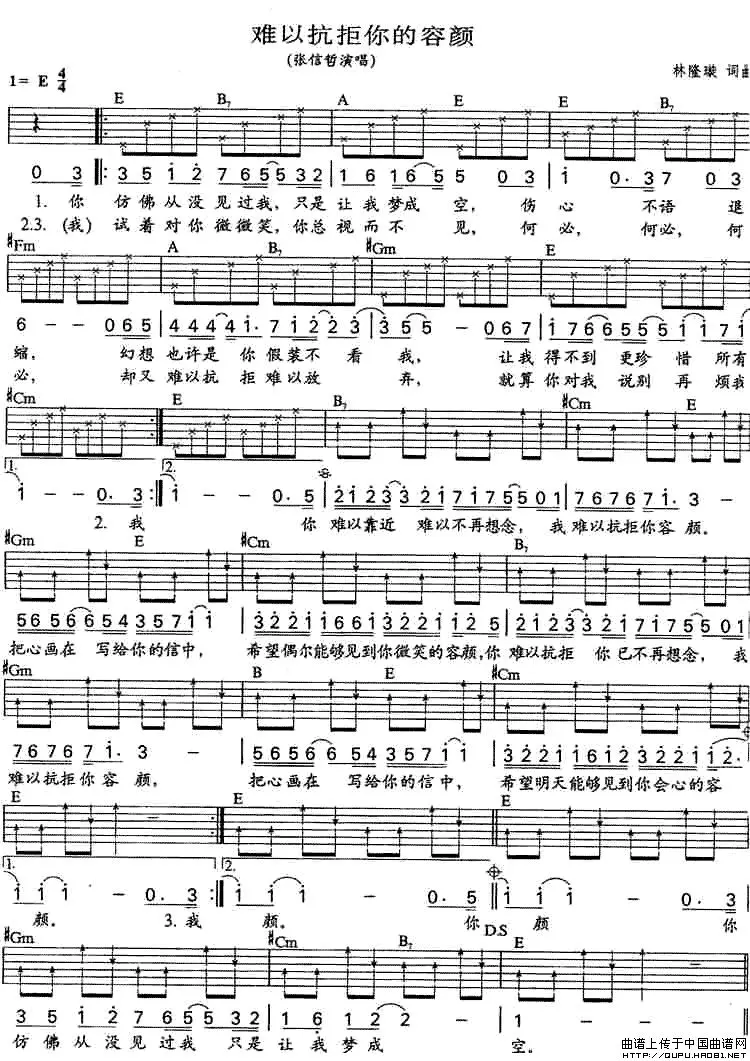 难以抗拒你的容颜
(张信哲演唱)
1= E 4/4
林隆璇 词曲
E B7 A B7 E B7
0 3 3 5 1 2 7 6 5 5 3 2 1 6 1 6 5 5 0 3 1 0. 3 7 0 3
1. 你 仿佛从没见过我, 只是让我梦成 空, 伤 心 不语 退
2.3. (我) 试着对你微微笑, 你总视而不 见, 何必, 何必, 何
#Fm A B7 #Gm E
6 - - 0 6 5 4 4 4 4 1. 7 1 2 2 3 3 5 5 - - 0 6 7 1 7 6 6 5 5 1 1 7 1
缩, 幻想 也许是 你 假装不 看 我, 让我 得不到 更珍 惜 所有
必, 却又 难以抗 拒难以放 弃, 就算 你对我 说别 再 烦我
#Cm E B7 #Cm E
1. 2.
1 - - 0. 3 1 - - 0. 5 2 1 2 3 3 2 1 7 1 7 5 5 0 1 7 6 7 6 7 1. 3 -
2. 我 你 难以靠近 难以不再想念, 我 难以抗拒你容 颜。
#Gm E #Cm B7
5 6 5 6 6 5 4 3 5 7 1 1 3 2 2 1 1 6 6 1 3 2 2 1 1 2. 5 2 1 2 3 3 2 1 7 1 7 5 5 0 1
把心画在 写给你的信中, 希望偶尔能够见到你微笑的容颜,你 难以抗拒 你已不再想念, 我
#Gm E #Cm
7 6 7 6 7 1. 3 - 5 6 5 6 6 5 4 3 5 7 1 1 3 2 2 1 6 1 2 3 2 2 1 1 2.
难以抗拒你容 颜, 把心画在 写给你的信中, 希望明天能够见到你会心的容
E E E
1. 2.
1 1 1 - 0. 3 1 1 1 - 0. 5 1 1 1 - 0. 3
颜。 3.我 颜。 你 颜 你
D.S
#Gm #Cm B7 E
3 5 1 2 7 6 5 5 3 2 1 1 1 2 2 2 - - - -
仿佛从没见过我 只是让我梦成 空。
曲谱上传于中国曲谱网
HTTP://QUPU.HAO81.NET